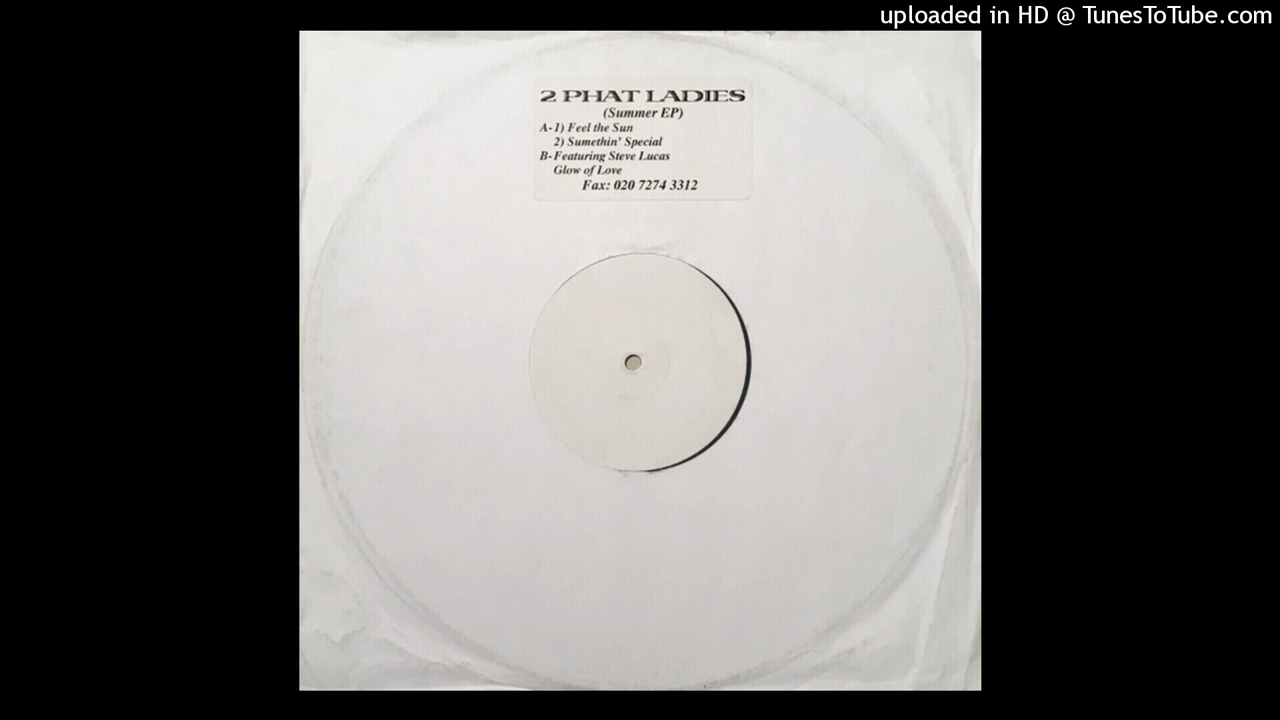 uploaded in HD @ TunesToTube.com
2 PHAT LADIES
(Summer EP)
A-1) Feel the Sun
2) Sumethin' Special
B-Featuring Steve Lucas
Glow of Love
Fax: 020 7274 3312